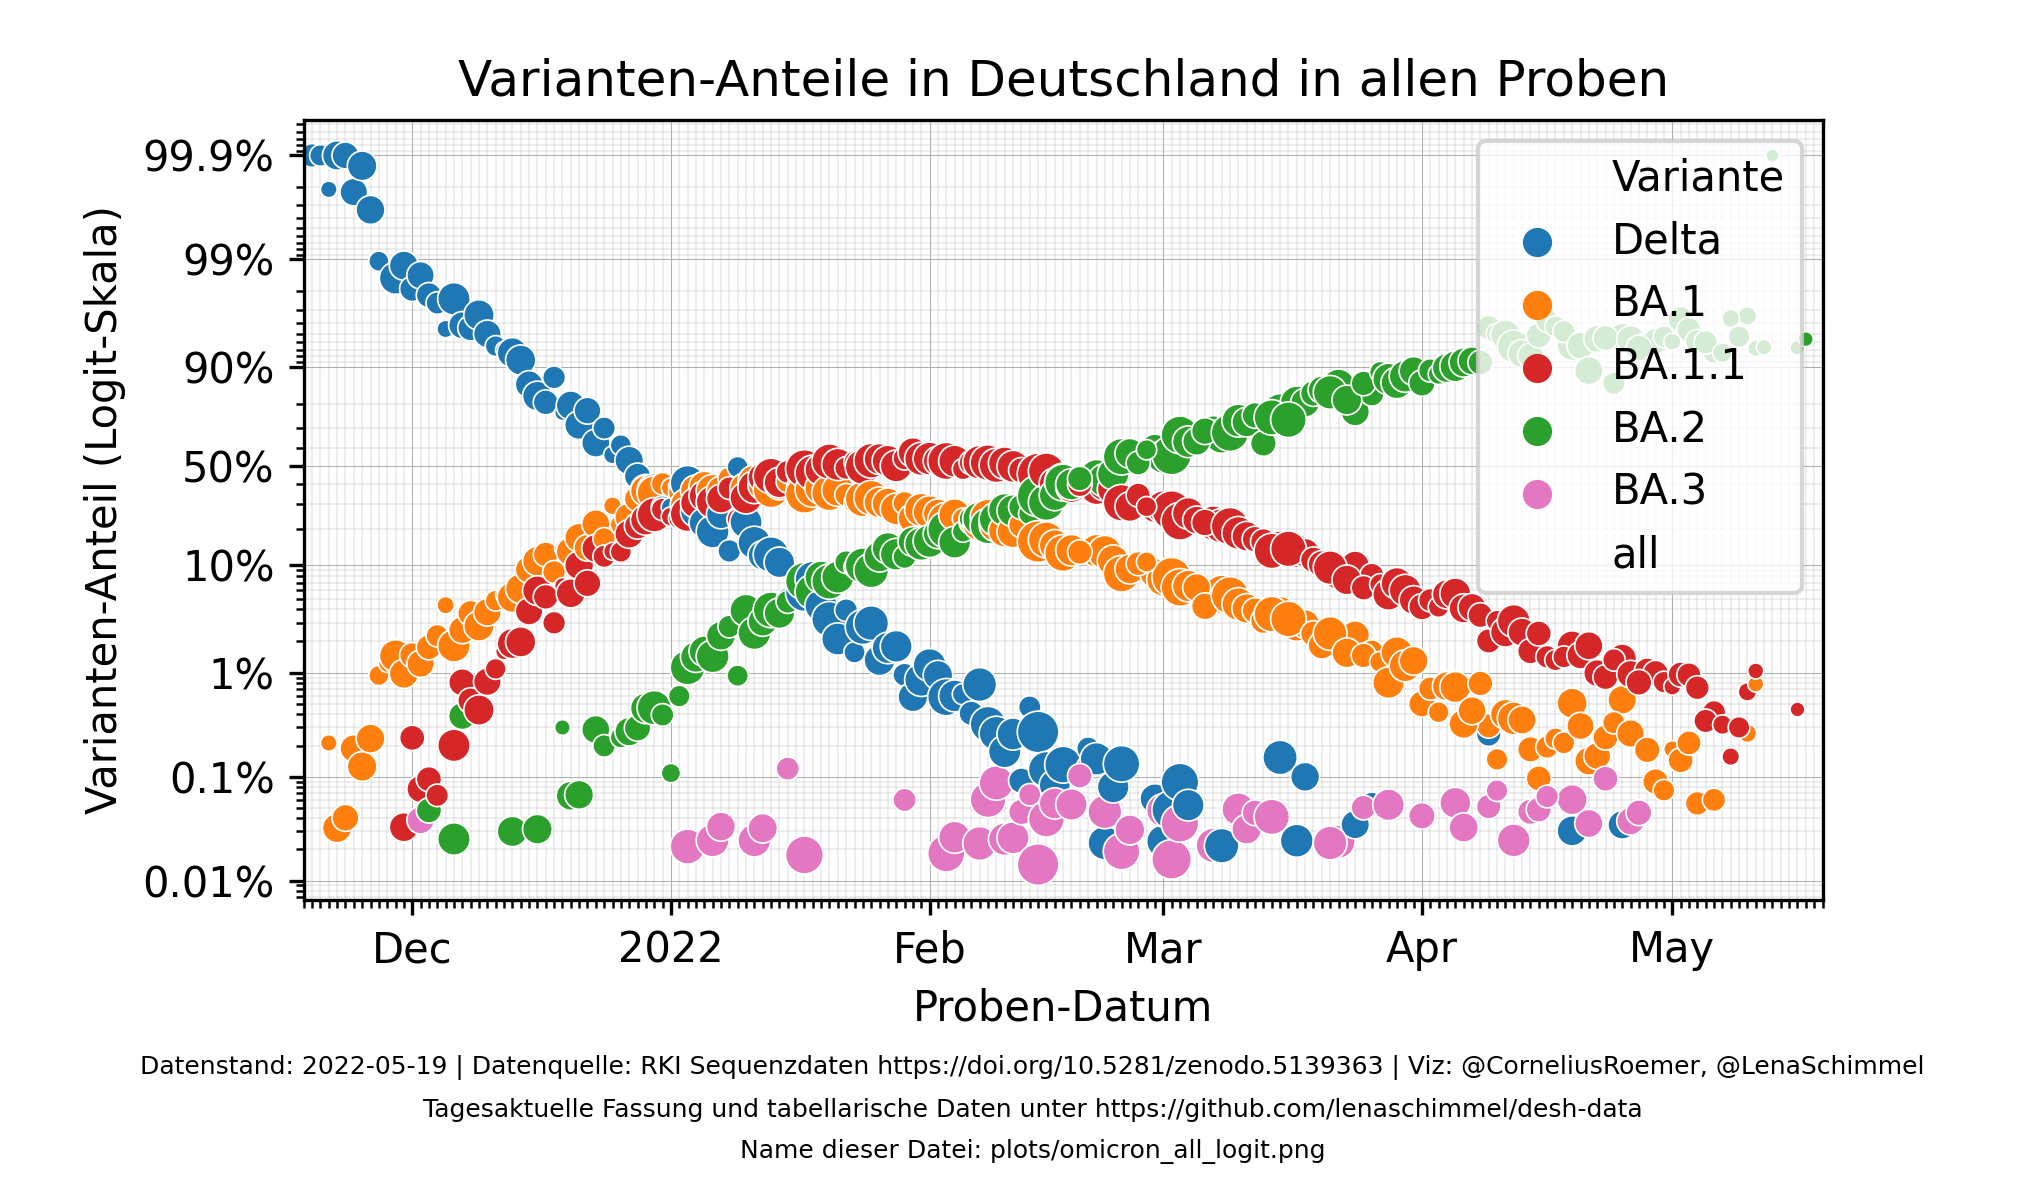 Varianten-Anteile in Deutschland in allen Proben
Varianten-Anteil (Logit-Skala)
99.9%
99%
90%
50%
10%
1%
0.1%
0.01%
Variante
Delta
BA.1
BA.1.1
BA.2
BA.3
all
Dec 2022 Feb Mar Apr May
Proben-Datum
Datenstand: 2022-05-19 | Datenquelle: RKI Sequenzdaten https://doi.org/10.5281/zenodo.5139363 | Viz: @CorneliusRoemer, @LenaSchimmel
Tagesaktuelle Fassung und tabellarische Daten unter https://github.com/lenaschimmel/desh-data
Name dieser Datei: plots/omicron_all_logit.png